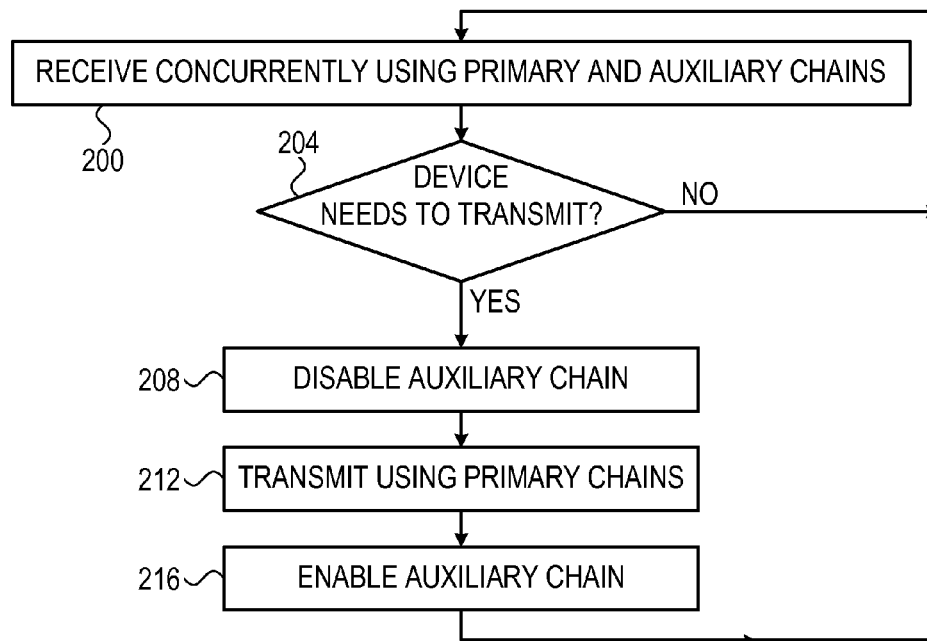 RECEIVE CONCURRENTLY USING PRIMARY AND AUXILIARY CHAINS
200
204
DEVICE
NEEDS TO TRANSMIT?
NO
YES
208
DISABLE AUXILIARY CHAIN
212
TRANSMIT USING PRIMARY CHAINS
216
ENABLE AUXILIARY CHAIN